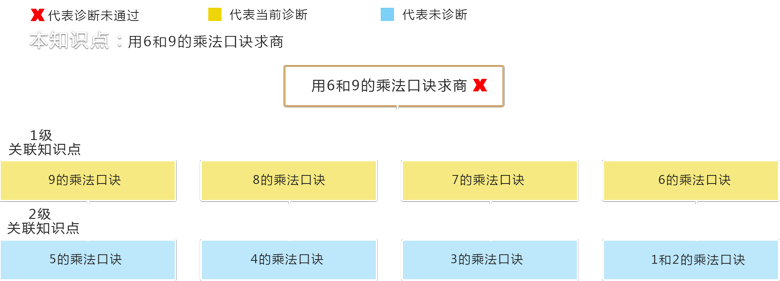 代表诊断未通过 代表当前诊断 代表未诊断
本知识点：用6和9的乘法口诀求商
用6和9的乘法口诀求商
1级
关联知识点
9的乘法口诀 8的乘法口诀 7的乘法口诀 6的乘法口诀
2级
关联知识点
5的乘法口诀 4的乘法口诀 3的乘法口诀 1和2的乘法口诀